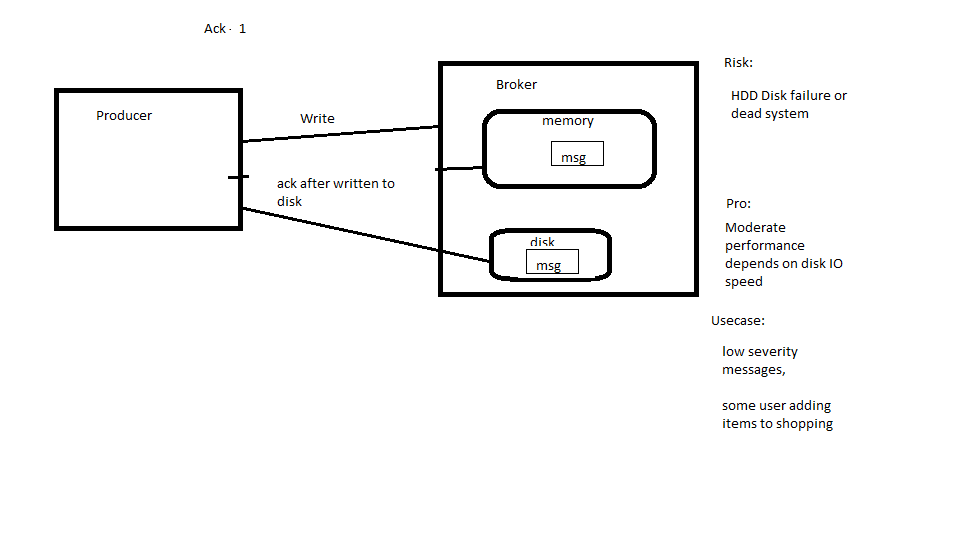 Ack - 1
Producer
Write
ack after written to
disk
Broker
memory
msg
disk
msg
Risk:
HDD Disk failure or
dead system
Pro:
Moderate
performance
depends on disk IO
speed
Usecase:
low severity
messages,
some user adding
items to shopping